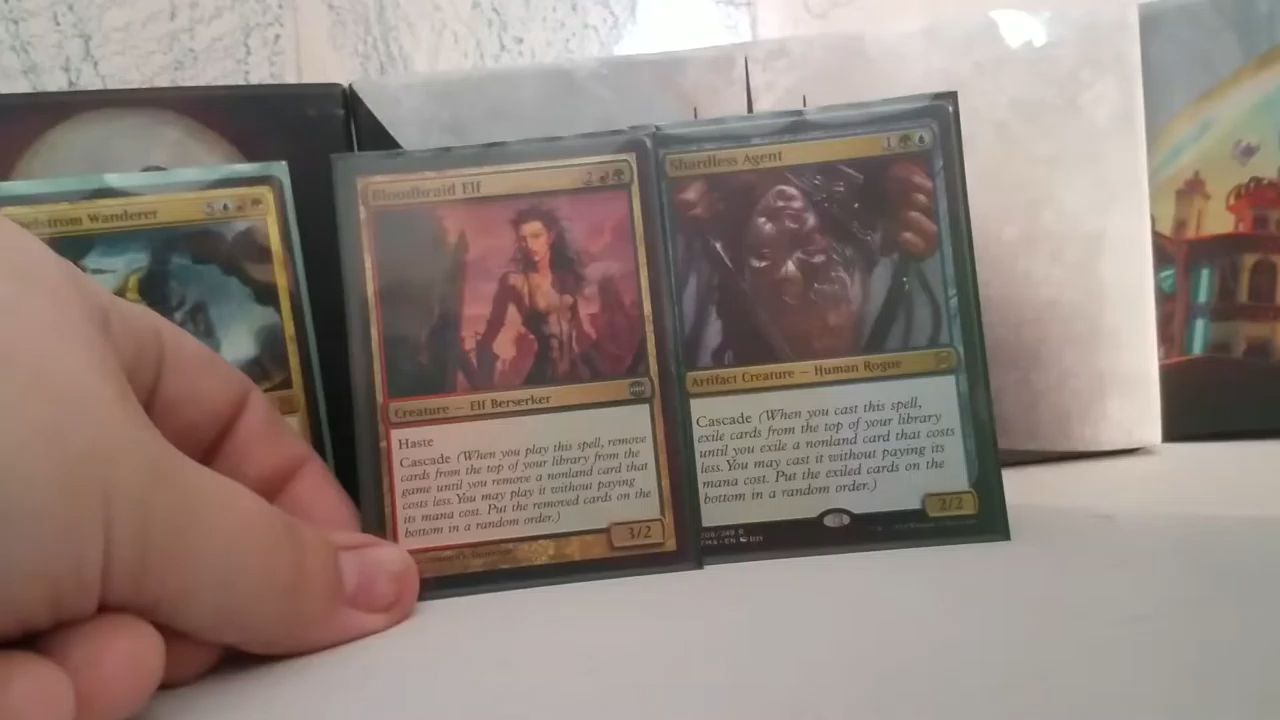 elstrom Wanderer
5
Bloodbraid Elf
2
Creature — Elf Berserker
Haste
Cascade (When you play this spell, remove
cards from the top of your library from the
game until you remove a nonland card that
costs less. You may play it without paying
its mana cost. Put the removed cards on the
bottom in a random order.)
3/2
Shardless Agent
1
Artifact Creature — Human Rogue
Cascade (When you cast this spell,
exile cards from the top of your library
until you exile a nonland card that costs
less. You may cast it without paying its
mana cost. Put the exiled cards on the
bottom in a random order.)
2/2